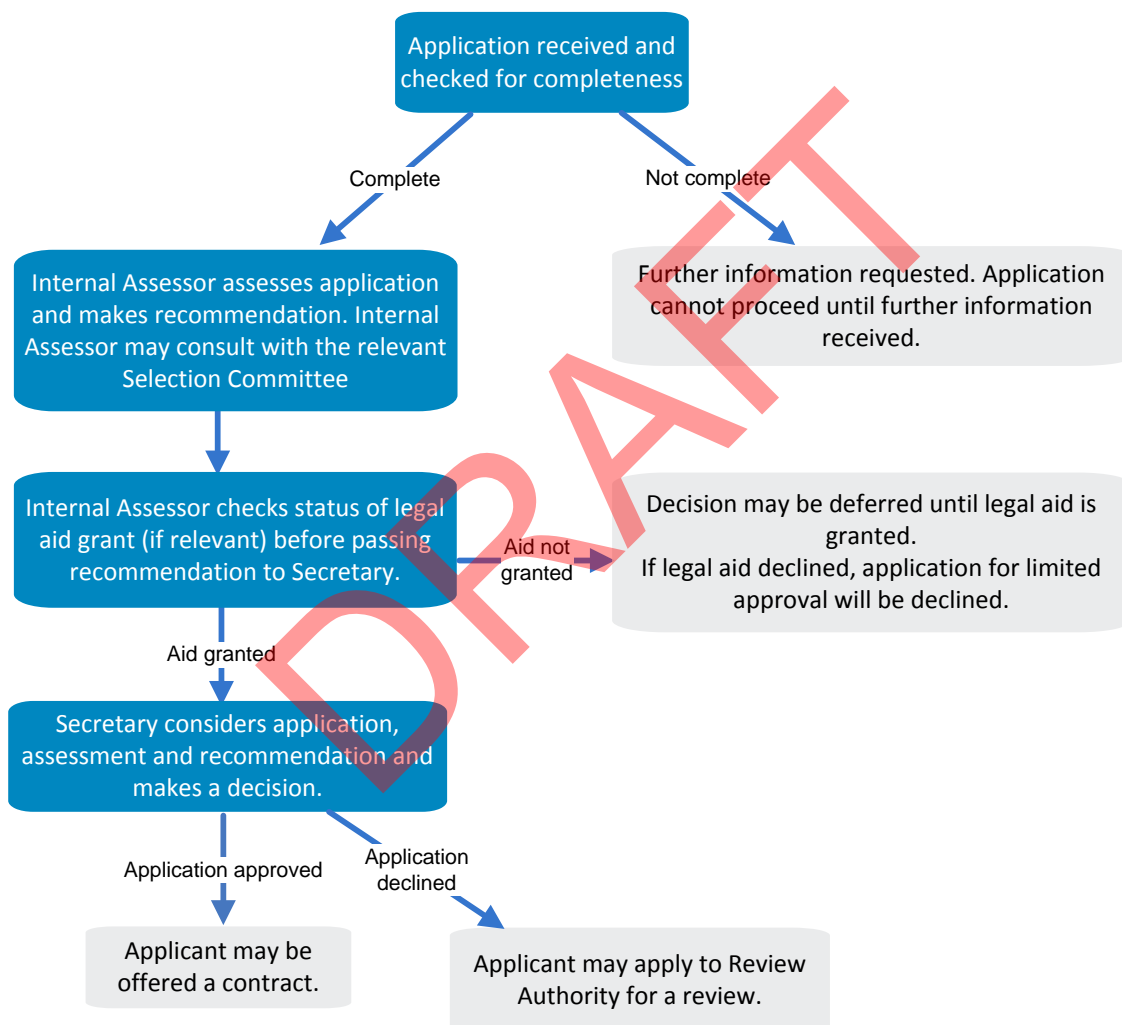 Application received and
checked for completeness
Complete
Not complete
Internal Assessor assesses application
and makes recommendation. Internal
Assessor may consult with the relevant
Selection Committee
Further information requested. Application
cannot proceed until further information
received.
Internal Assessor checks status of legal
aid grant (if relevant) before passing
recommendation to Secretary.
Aid not
granted
Decision may be deferred until legal aid is
granted.
If legal aid declined, application for limited
approval will be declined.
Aid granted
Secretary considers application,
assessment and recommendation and
makes a decision.
Application approved
Application
declined
Applicant may be
offered a contract.
Applicant may apply to Review
Authority for a review.
DRAFT